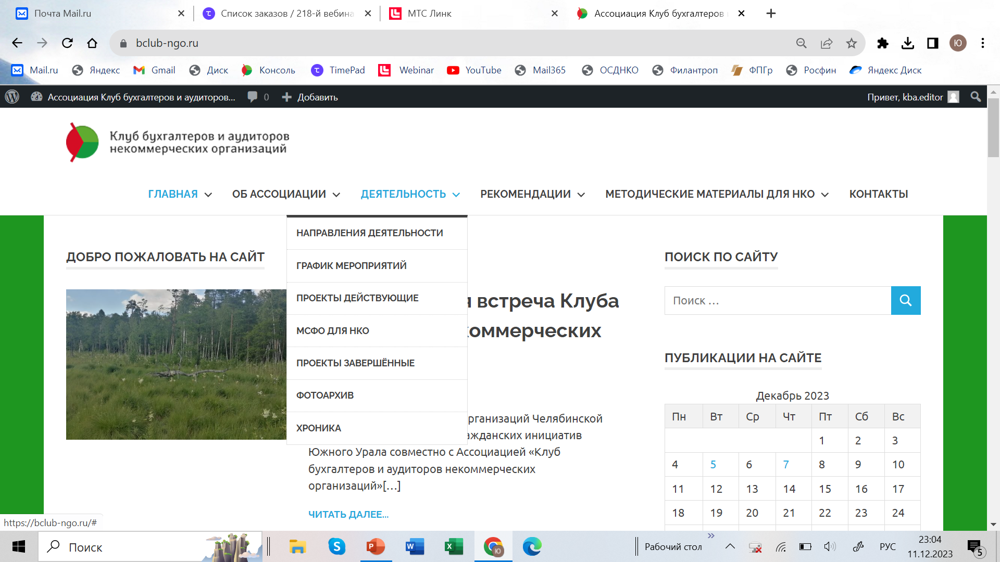 Почта Mail.ru
Список заказов / 218-й вебина
МТС Линк
Ассоциация Клуб бухгалтеров
bclub-ngo.ru
Ю
Mail.ru
Яндекс
Gmail
Диск
Консоль
TimePad
Webinar
YouTube
Mail365
ОСДНКО
Филантроп
ФПГр
Росфин
Яндекс Диск
Ассоциация Клуб бухгалтеров и аудиторов...
0
Добавить
Привет, kba.editor
Клуб бухгалтеров и аудиторов
некоммерческих организаций
ГЛАВНАЯ
ОБ АССОЦИАЦИИ
ДЕЯТЕЛЬНОСТЬ
РЕКОМЕНДАЦИИ
МЕТОДИЧЕСКИЕ МАТЕРИАЛЫ ДЛЯ НКО
КОНТАКТЫ
НАПРАВЛЕНИЯ ДЕЯТЕЛЬНОСТИ
ГРАФИК МЕРОПРИЯТИЙ
ПРОЕКТЫ ДЕЙСТВУЮЩИЕ
МСФО ДЛЯ НКО
ПРОЕКТЫ ЗАВЕРШЁННЫЕ
ФОТОАРХИВ
ХРОНИКА
ДОБРО ПОЖАЛОВАТЬ НА САЙТ
я встреча Клуба
коммерческих
рганизаций Челябинской
ажданских инициатив
Южного Урала совместно с Ассоциацией «Клуб
бухгалтеров и аудиторов некоммерческих
организаций»[…]
ЧИТАТЬ ДАЛЕЕ...
ПОИСК ПО САЙТУ
Поиск …
ПУБЛИКАЦИИ НА САЙТЕ
Декабрь 2023
Пн Вт Ср Чт Пт Сб Вс
1 2 3
4 5 6 7 8 9 10
11 12 13 14 15 16 17
18 19 20 21 22 23 24
https://bclub-ngo.ru/#
Поиск
Рабочий стол
РУС
23:04
11.12.2023
5